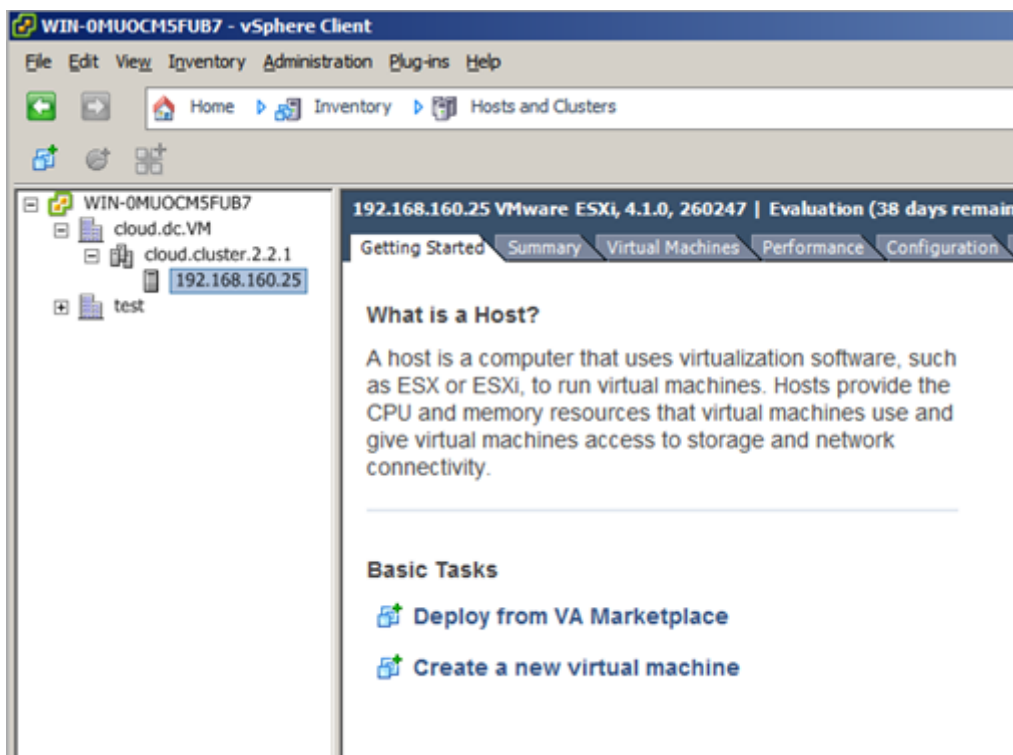 WIN-0MUOCM5FUB7 - vSphere Client
File Edit View Inventory Administration Plug-ins Help
Home Inventory Hosts and Clusters
WIN-0MUOCM5FUB7
cloud.dc.VM
cloud.cluster.2.2.1
192.168.160.25
test
192.168.160.25 VMware ESXi, 4.1.0, 260247 | Evaluation (38 days remain
Getting Started Summary Virtual Machines Performance Configuration
What is a Host?
A host is a computer that uses virtualization software, such
as ESX or ESXi, to run virtual machines. Hosts provide the
CPU and memory resources that virtual machines use and
give virtual machines access to storage and network
connectivity.
Basic Tasks
Deploy from VA Marketplace
Create a new virtual machine